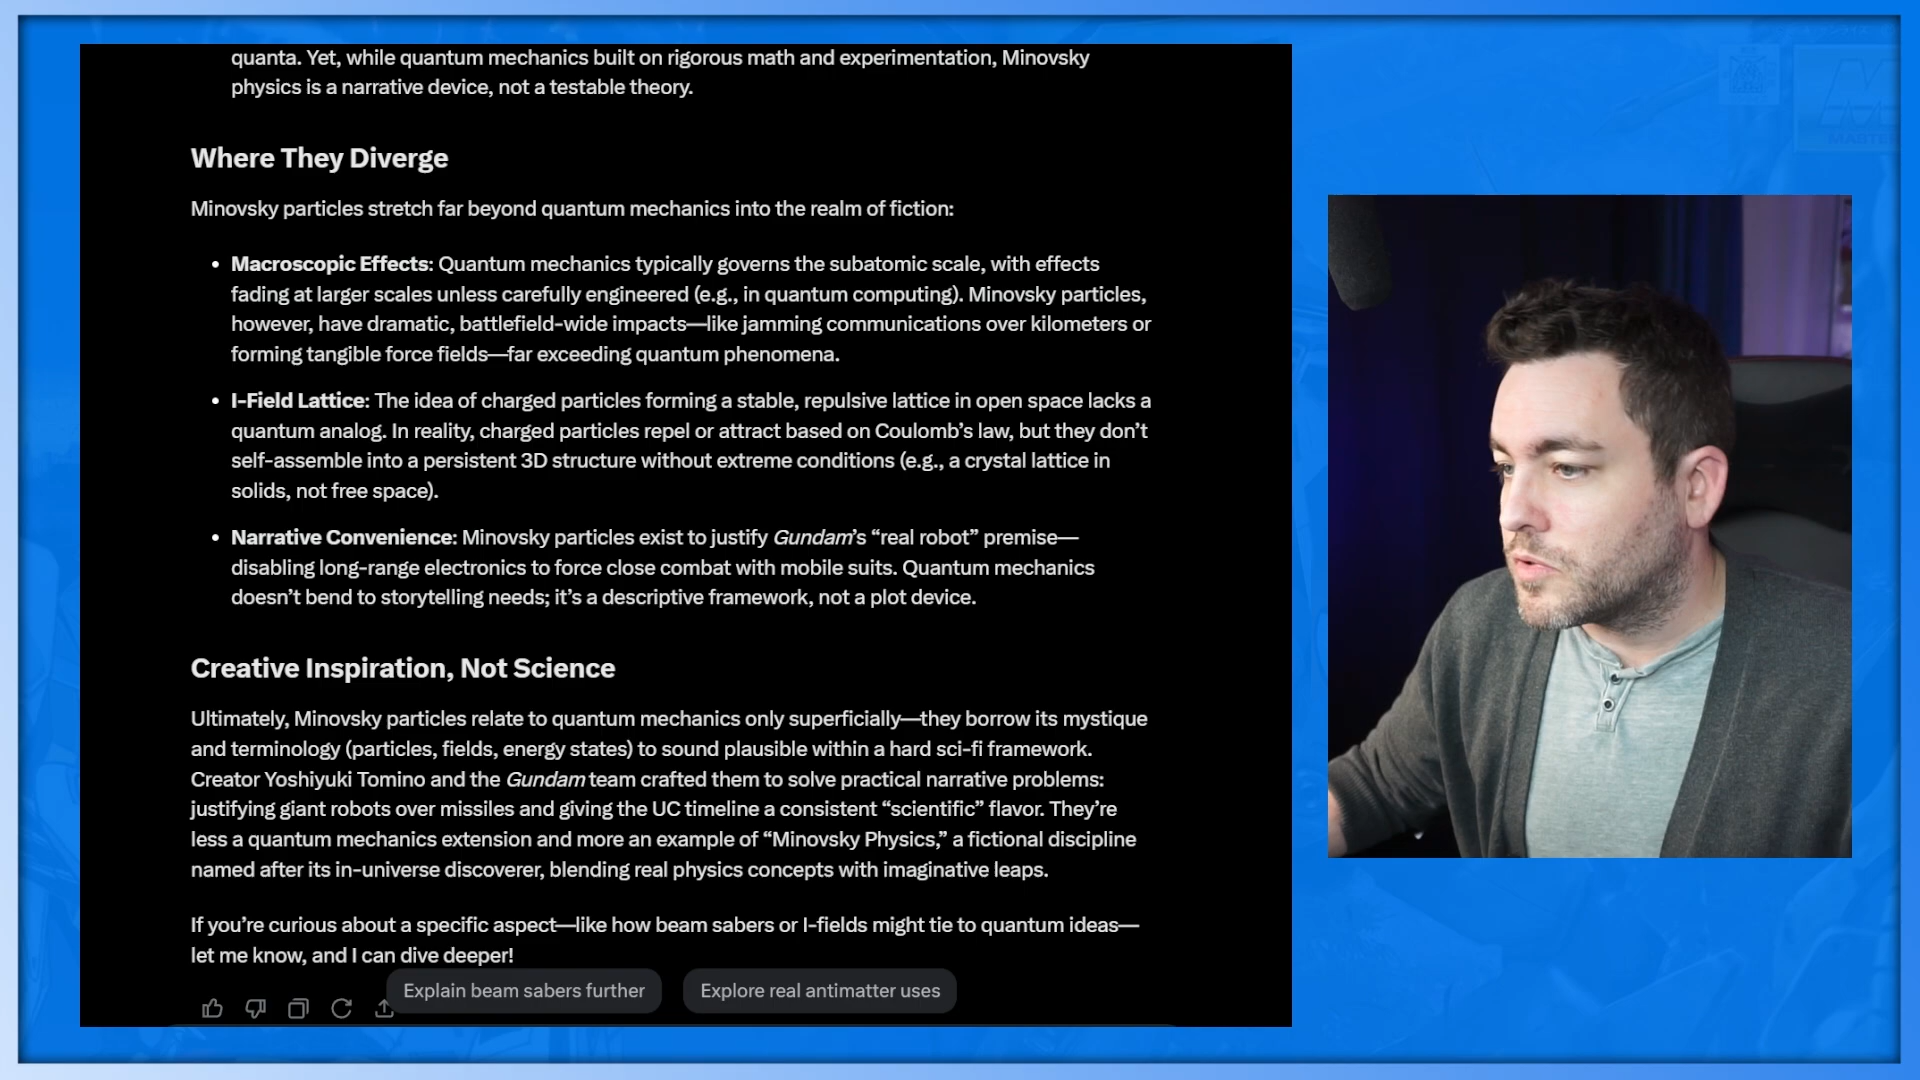 quanta. Yet, while quantum mechanics built on rigorous math and experimentation, Minovsky
physics is a narrative device, not a testable theory.
Where They Diverge
Minovsky particles stretch far beyond quantum mechanics into the realm of fiction:
• Macroscopic Effects: Quantum mechanics typically governs the subatomic scale, with effects
fading at larger scales unless carefully engineered (e.g., in quantum computing). Minovsky particles,
however, have dramatic, battlefield-wide impacts—like jamming communications over kilometers or
forming tangible force fields—far exceeding quantum phenomena.
• I-Field Lattice: The idea of charged particles forming a stable, repulsive lattice in open space lacks a
quantum analog. In reality, charged particles repel or attract based on Coulomb’s law, but they don’t
self-assemble into a persistent 3D structure without extreme conditions (e.g., a crystal lattice in
solids, not free space).
• Narrative Convenience: Minovsky particles exist to justify Gundam’s “real robot” premise—
disabling long-range electronics to force close combat with mobile suits. Quantum mechanics
doesn’t bend to storytelling needs; it’s a descriptive framework, not a plot device.
Creative Inspiration, Not Science
Ultimately, Minovsky particles relate to quantum mechanics only superficially—they borrow its mystique
and terminology (particles, fields, energy states) to sound plausible within a hard sci-fi framework.
Creator Yoshiyuki Tomino and the Gundam team crafted them to solve practical narrative problems:
justifying giant robots over missiles and giving the UC timeline a consistent “scientific” flavor. They’re
less a quantum mechanics extension and more an example of “Minovsky Physics,” a fictional discipline
named after its in-universe discoverer, blending real physics concepts with imaginative leaps.
If you’re curious about a specific aspect—like how beam sabers or I-fields might tie to quantum ideas—
let me know, and I can dive deeper!
Explain beam sabers further
Explore real antimatter uses